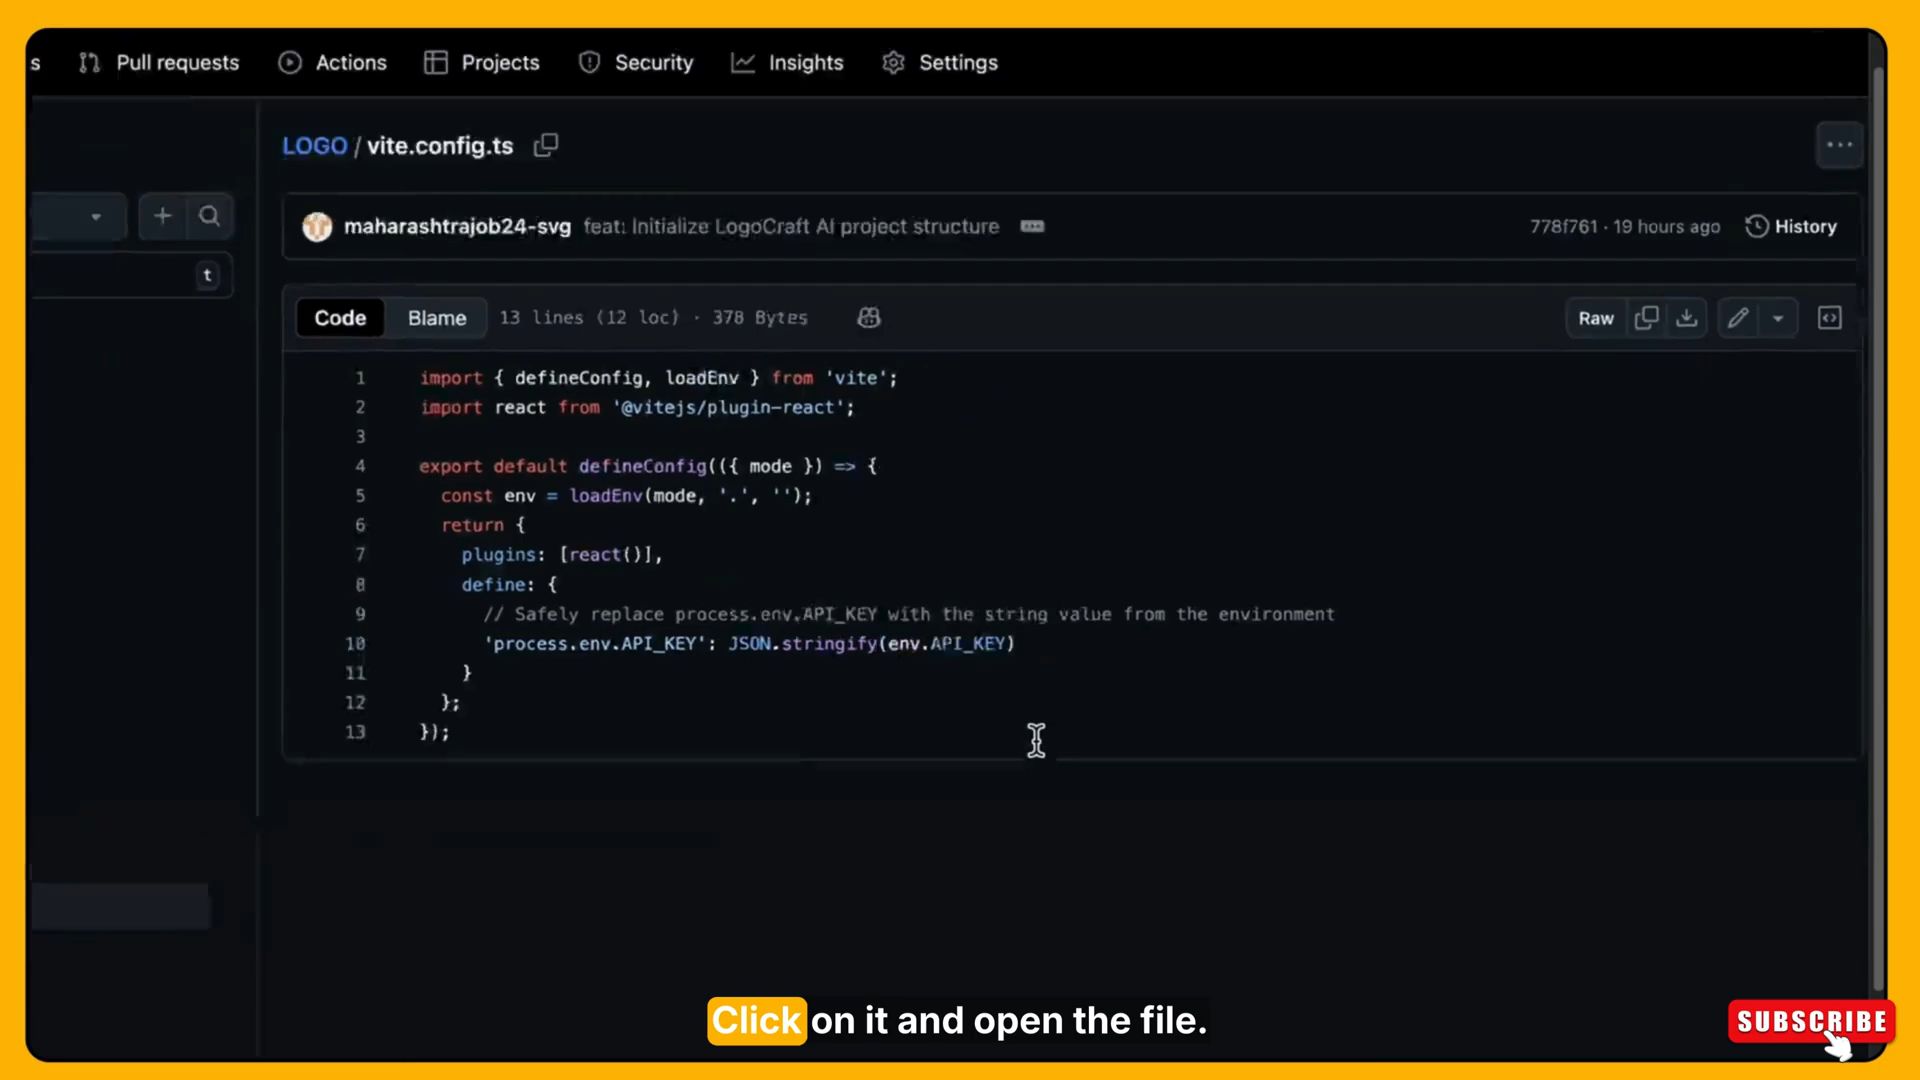 s Pull requests Actions Projects Security Insights Settings
LOGO / vite.config.ts
t
maharashtrajob24-svg feat: Initialize LogoCraft AI project structure 778f761 · 19 hours ago History
Code Blame 13 lines (12 loc) · 378 Bytes Raw
1 import { defineConfig, loadEnv } from 'vite';
2 import react from '@vitejs/plugin-react';
3
4 export default defineConfig(({ mode }) => {
5 const env = loadEnv(mode, '.', '');
6 return {
7 plugins: [react()],
8 define: {
9 // Safely replace process.env.API_KEY with the string value from the environment
10 'process.env.API_KEY': JSON.stringify(env.API_KEY)
11 }
12 };
13 });
Click on it and open the file.
SUBSCRIBE